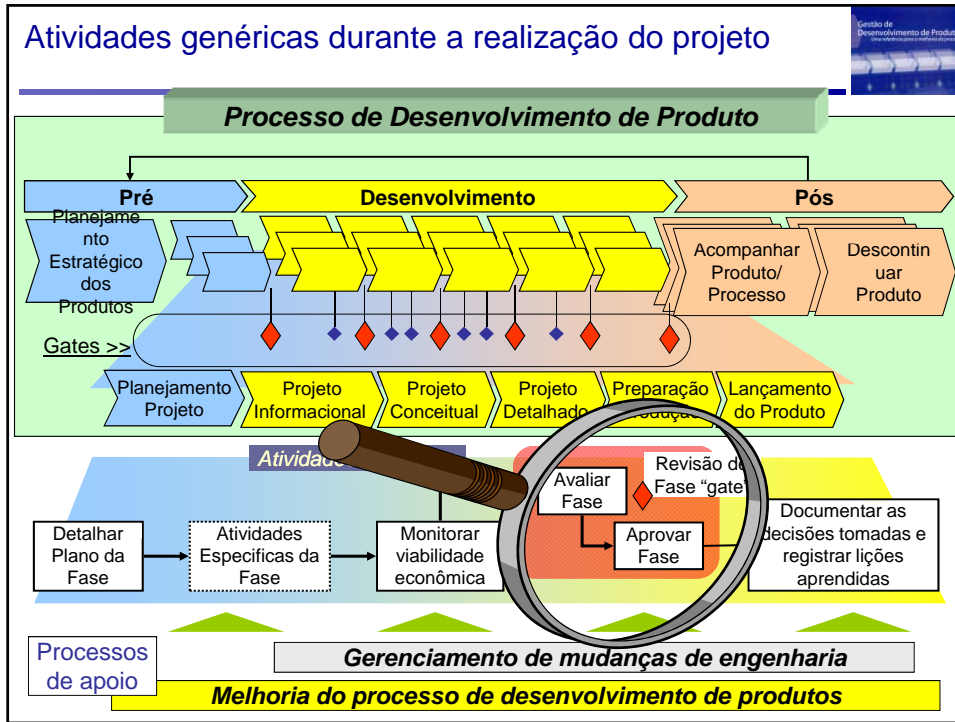 Atividades genéricas durante a realização do projeto
Gestão de
Desenvolvimento de Produt
Processo de Desenvolvimento de Produto
Pré
Desenvolvimento
Pós
Planejame
nto
Estratégico
dos
Produtos
Acompanhar
Produto/
Processo
Descontin
uar
Produto
Gates >>
Planejamento
Projeto
Projeto
Informacional
Projeto
Conceitual
Projeto
Detalhado
Preparação
Lançamento
do Produto
Avaliar
Fase
Revisão de
Fase “gate”
Aprovar
Fase
Detalhar
Plano da
Fase
Atividades
Especificas da
Fase
Monitorar
viabilidade
econômica
Documentar as
decisões tomadas e
registrar lições
aprendidas
Processos
de apoio
Gerenciamento de mudanças de engenharia
Melhoria do processo de desenvolvimento de produtos